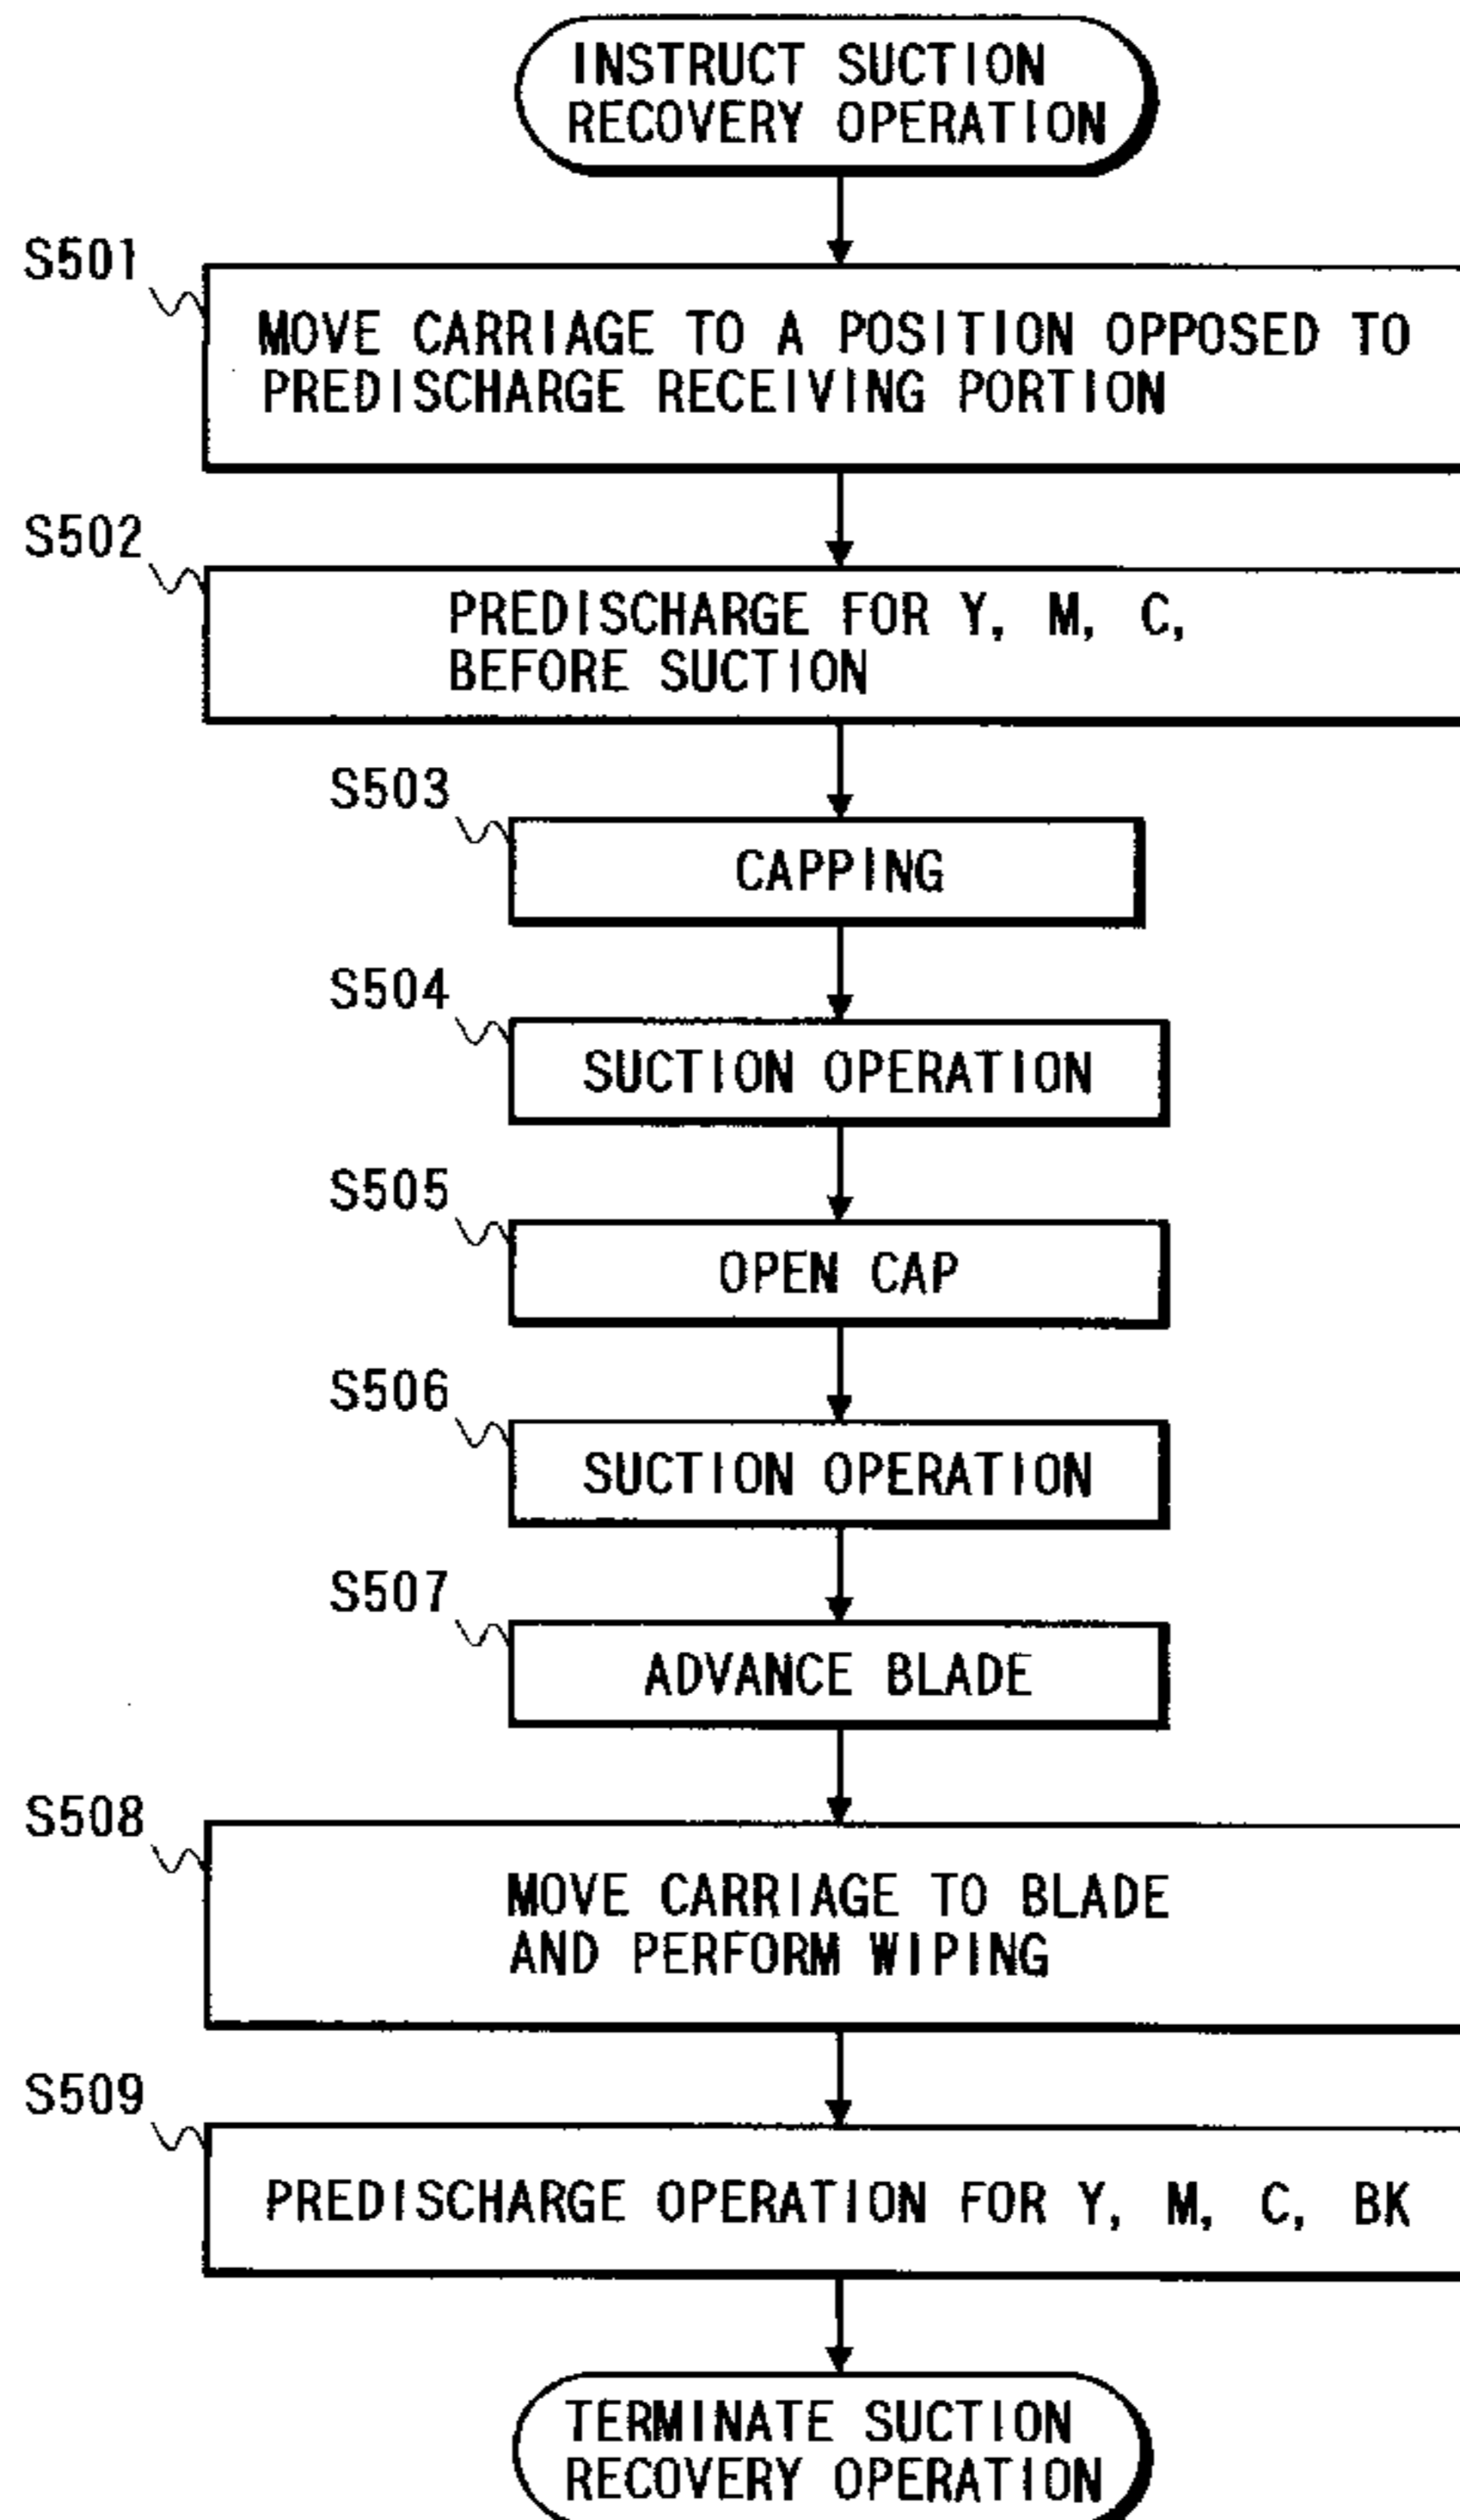 INSTRUCT SUCTION
RECOVERY OPERATION
S501
MOVE CARRIAGE TO A POSITION OPPOSED TO
PREDISCHARGE RECEIVING PORTION
S502
PREDISCHARGE FOR Y, M, C,
BEFORE SUCTION
S503
CAPPING
S504
SUCTION OPERATION
S505
OPEN CAP
S506
SUCTION OPERATION
S507
ADVANCE BLADE
S508
MOVE CARRIAGE TO BLADE
AND PERFORM WIPING
S509
PREDISCHARGE OPERATION FOR Y, M, C, BK
TERMINATE SUCTION
RECOVERY OPERATION